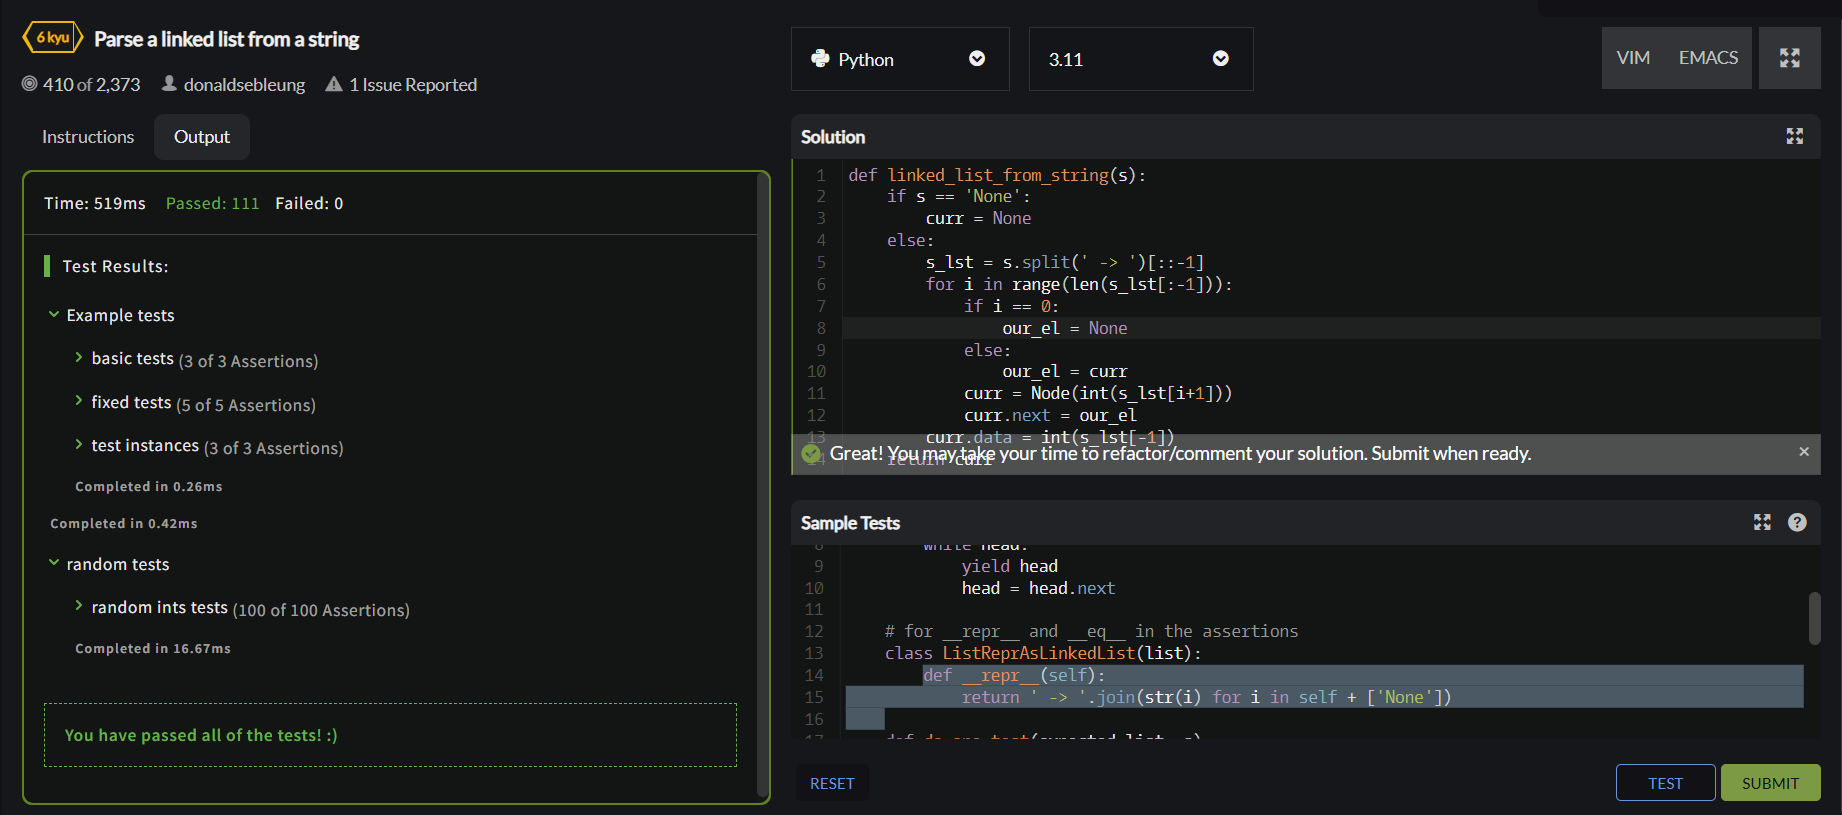 6 kyu Parse a linked list from a string
410 of 2,373 donaldsebleung 1 Issue Reported
Instructions Output
Time: 519ms Passed: 111 Failed: 0
Test Results:
Example tests
basic tests (3 of 3 Assertions)
fixed tests (5 of 5 Assertions)
test instances (3 of 3 Assertions)
Completed in 0.26ms
Completed in 0.42ms
random tests
random ints tests (100 of 100 Assertions)
Completed in 16.67ms
You have passed all of the tests! :)
Python 3.11 VIM EMACS
Solution
1 def linked_list_from_string(s):
2 if s == 'None':
3 curr = None
4 else:
5 s_lst = s.split(' -> ')[::-1]
6 for i in range(len(s_lst[:-1])):
7 if i == 0:
8 our_el = None
9 else:
10 our_el = curr
11 curr = Node(int(s_lst[i+1]))
12 curr.next = our_el
13 curr.data = int(s_lst[-1])
14 return curr
Great! You may take your time to refactor/comment your solution. Submit when ready. ×
Sample Tests ?
8 while head:
9 yield head
10 head = head.next
11
12 # for __repr__ and __eq__ in the assertions
13 class ListReprAsLinkedList(list):
14 def __repr__(self):
15 return ' -> '.join(str(i) for i in self + ['None'])
16
17
RESET TEST SUBMIT